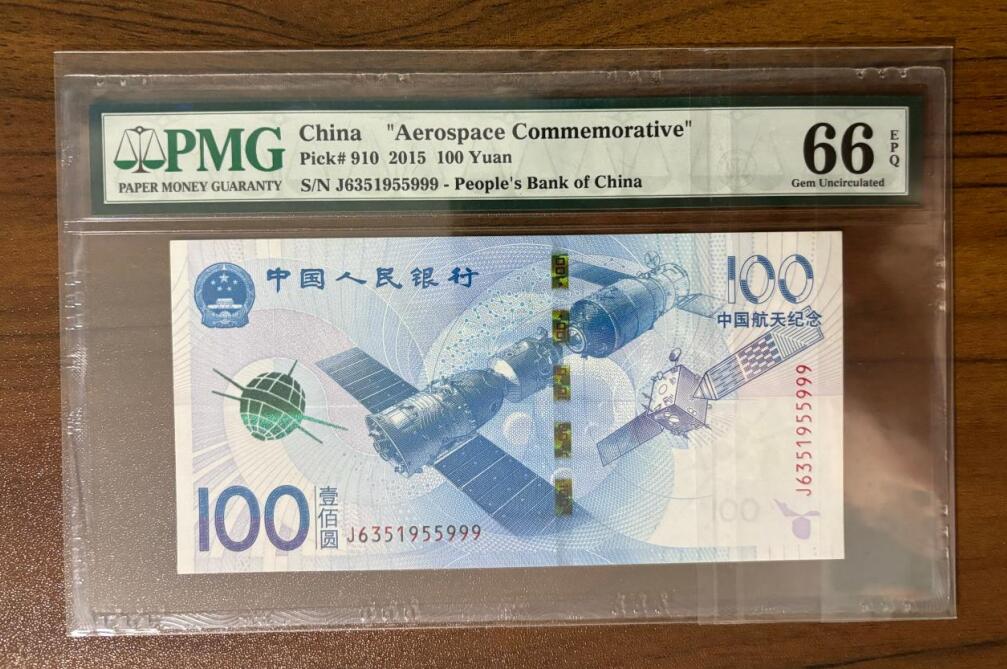 PMG
PAPER MONEY GUARANTY
China "Aerospace Commemorative"
Pick# 910 2015 100 Yuan
S/N J6351955999 - People's Bank of China
66 EPQ
Gem Uncirculated
中国人民银行
100
中国航天纪念
J6351955999
100 壹佰圆
J6351955999
100